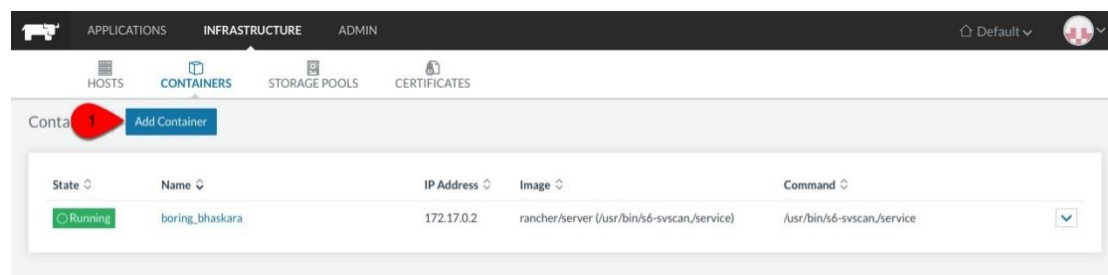 APPLICATIONS INFRASTRUCTURE ADMIN Default
HOSTS CONTAINERS STORAGE POOLS CERTIFICATES
Conta 1 Add Container
State Name IP Address Image Command
Running boring_bhaskara 172.17.0.2 rancher/server (/usr/bin/s6-svscan,/service) /usr/bin/s6-svscan,/service